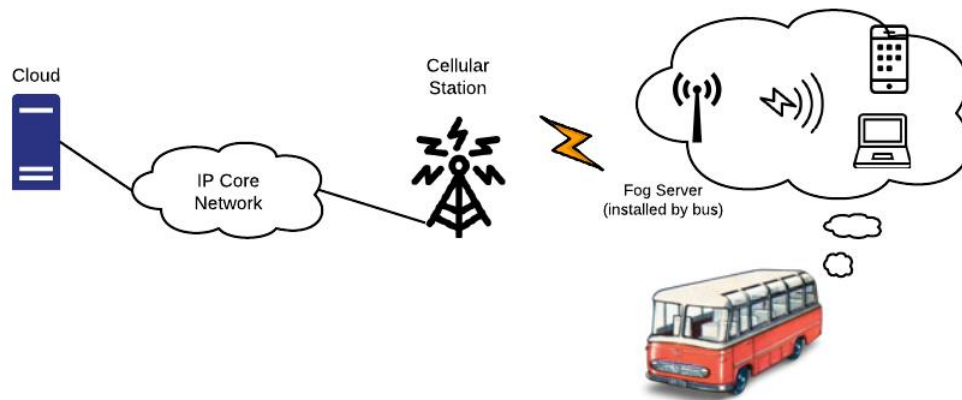 Cloud
Cellular
Station
IP Core
Network
Fog Server
(installed by bus)